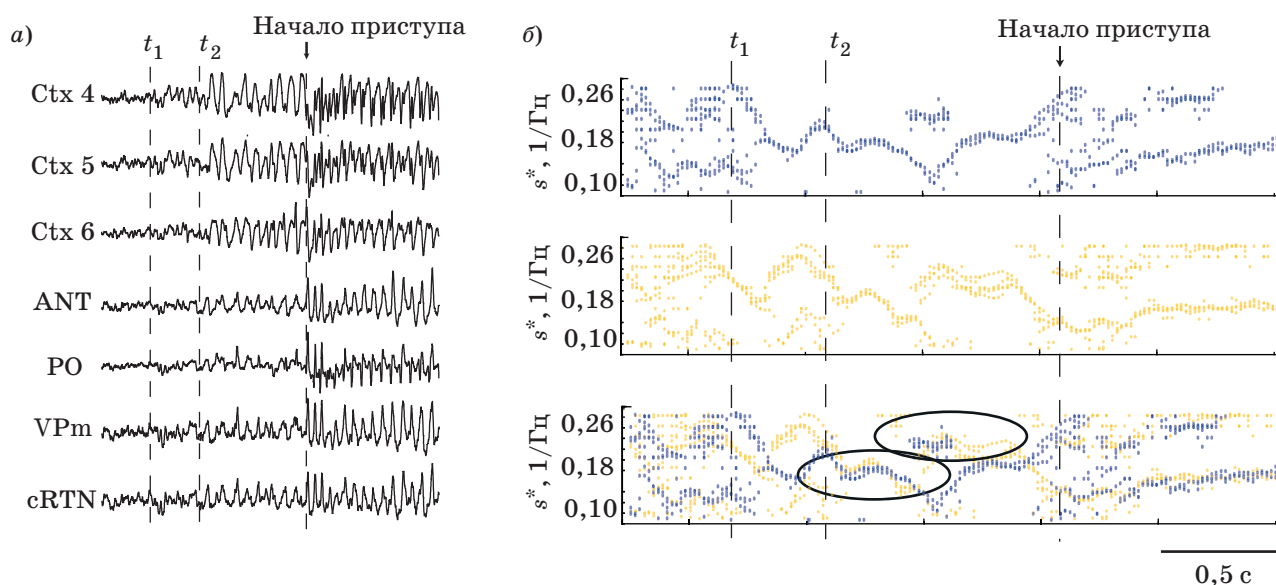 а)
t1 t2 Начало приступа
Ctx 4
Ctx 5
Ctx 6
ANT
PO
VPm
cRTN
б)
t1 t2 Начало приступа
s*, 1/Гц
0,26
0,18
0,10
s*, 1/Гц
0,26
0,18
0,10
s*, 1/Гц
0,26
0,18
0,10
0,5 с